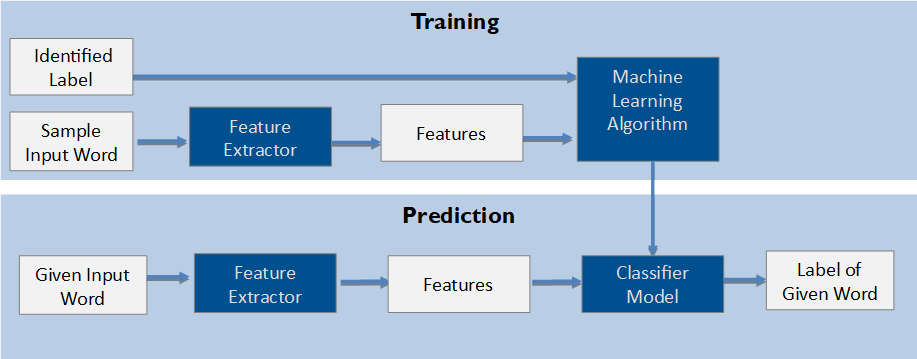 Training
Identified
Label
Machine
Learning
Algorithm
Sample
Input Word
Feature
Extractor
Features
Prediction
Given Input
Word
Feature
Extractor
Features
Classifier
Model
Label of
Given Word